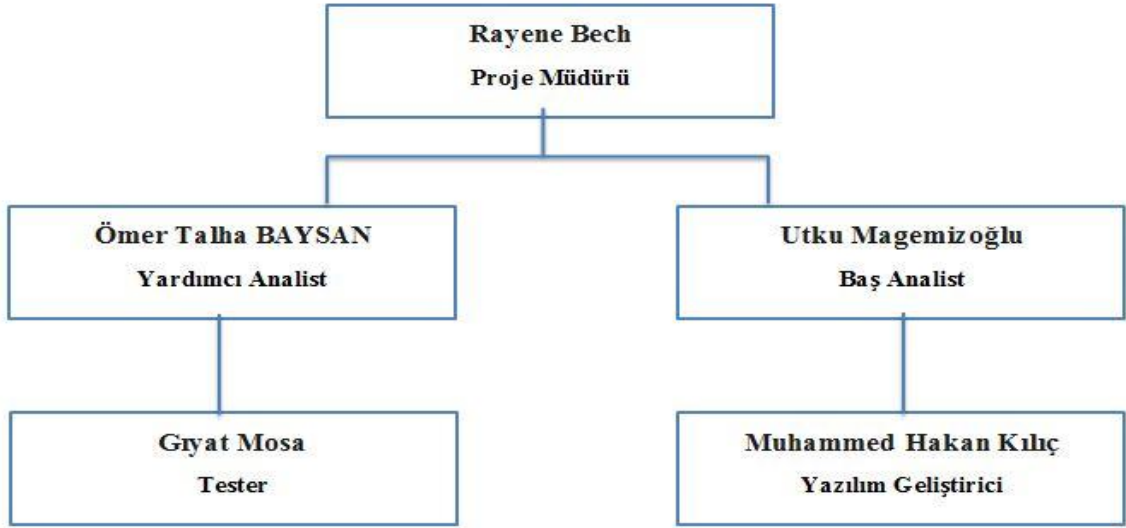 Rayene Bech
Proje Müdürü
Ömer Talha BAYSAN
Yardımcı Analist
Utku Magemizoğlu
Baş Analist
Gıyat Mosa
Tester
Muhammed Hakan Kılıç
Yazılım Geliştirici